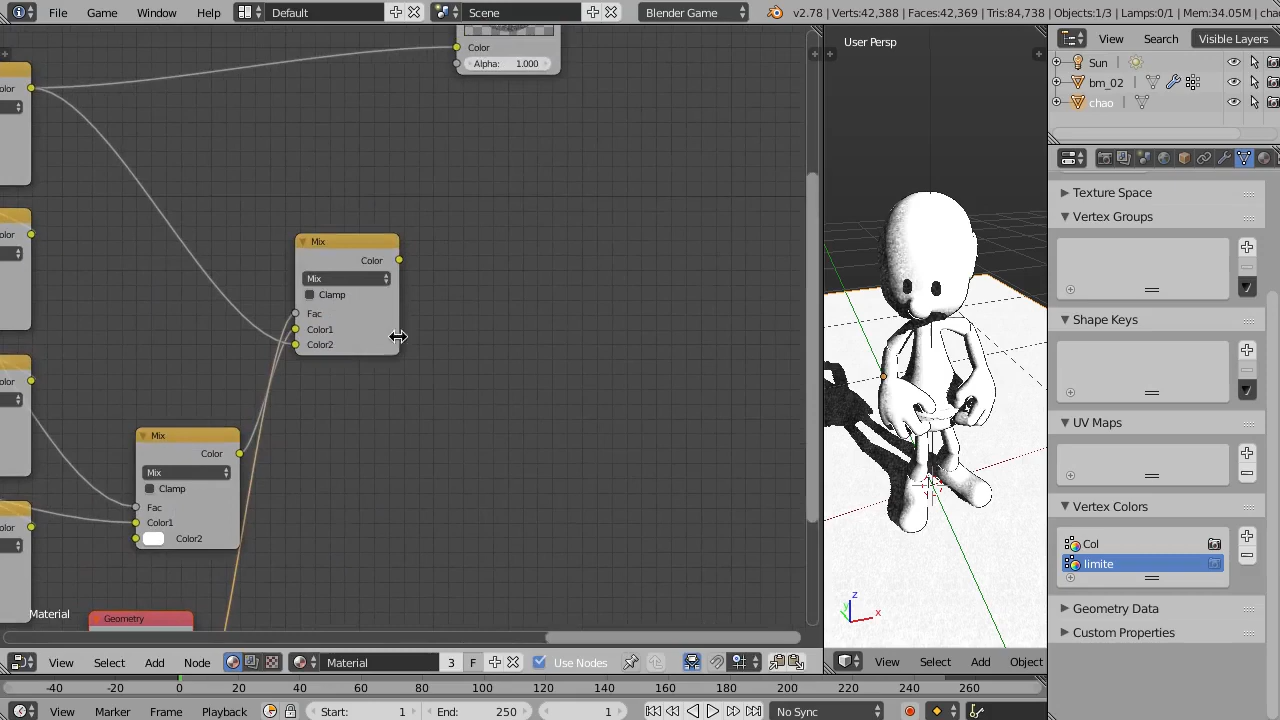 File Game Window Help Default Scene Blender Game v2.78 | Verts:42,388 | Faces:42,369 | Tris:84,738 | Objects:1/3 | Lamps:0/1 | Mem:34.05M | cha
View Search Visible Layers
Sun
bm_02
chao
User Persp
Color
Alpha: 1.000
Mix
Color
Mix
Clamp
Fac
Color1
Color2
Mix
Color
Mix
Clamp
Fac
Color1
Color2
Geometry
Material
olor
olor
olor
olor
z
y
x
Texture Space
Vertex Groups
Shape Keys
UV Maps
Vertex Colors
Col
limite
Geometry Data
Custom Properties
View Select Add Node Material 3 F Use Nodes
View Select Add Object
-40 -20 0 20 40 60 80 100 120 140 160 180 200 220 240 260
View Marker Frame Playback Start: 1 End: 250 1 No Sync